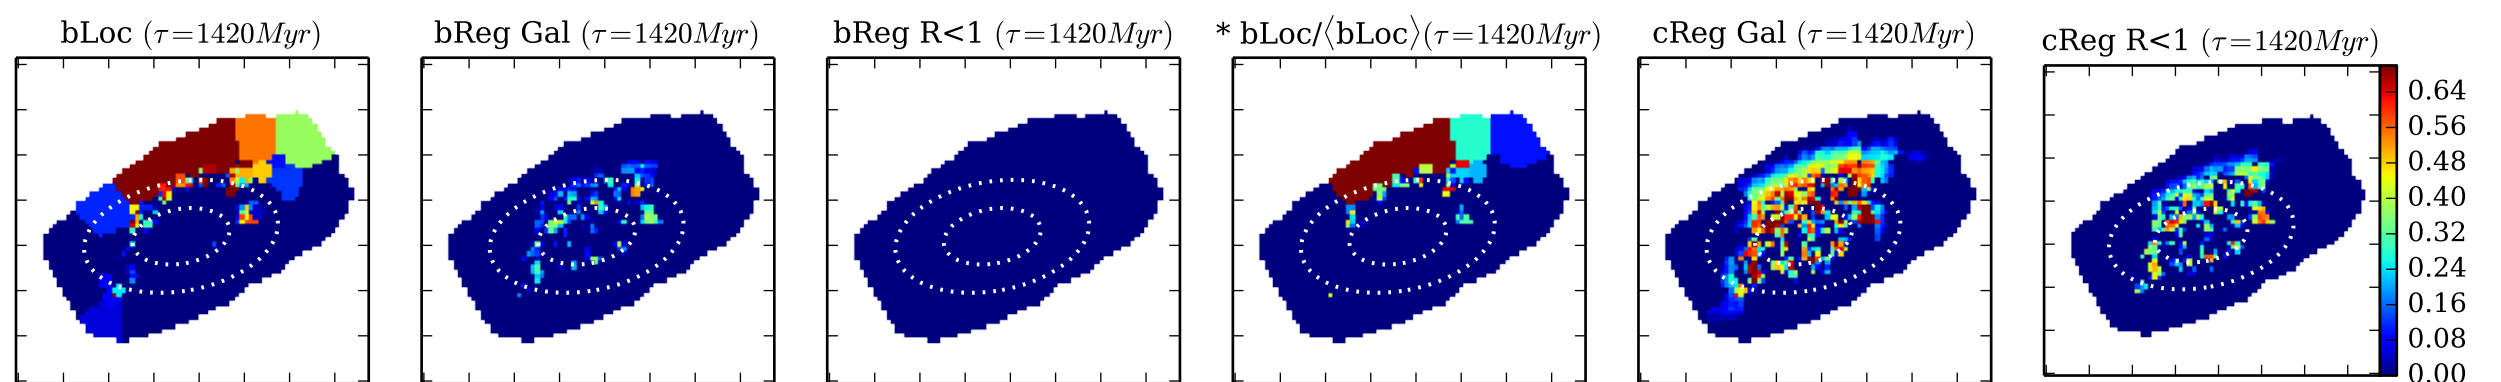 bLoc (τ=1420Myr)
bReg Gal (τ=1420Myr)
bReg R<1 (τ=1420Myr)
* bLoc/⟨bLoc⟩(τ=1420Myr)
cReg Gal (τ=1420Myr)
cReg R<1 (τ=1420Myr)
0.64
0.56
0.48
0.40
0.32
0.24
0.16
0.08
0.00